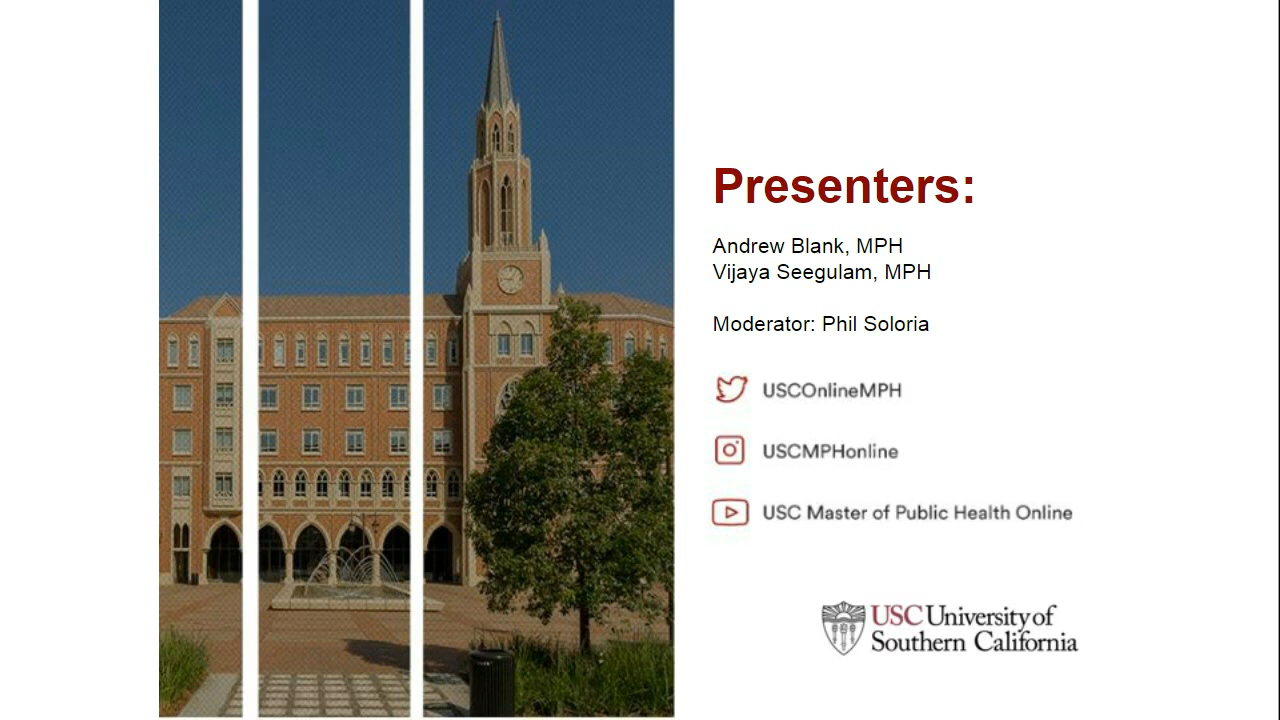 Presenters:
Andrew Blank, MPH
Vijaya Seegulam, MPH
Moderator: Phil Soloria
USCOnlineMPH
USCMPHonline
USC Master of Public Health Online
USC University of
Southern California